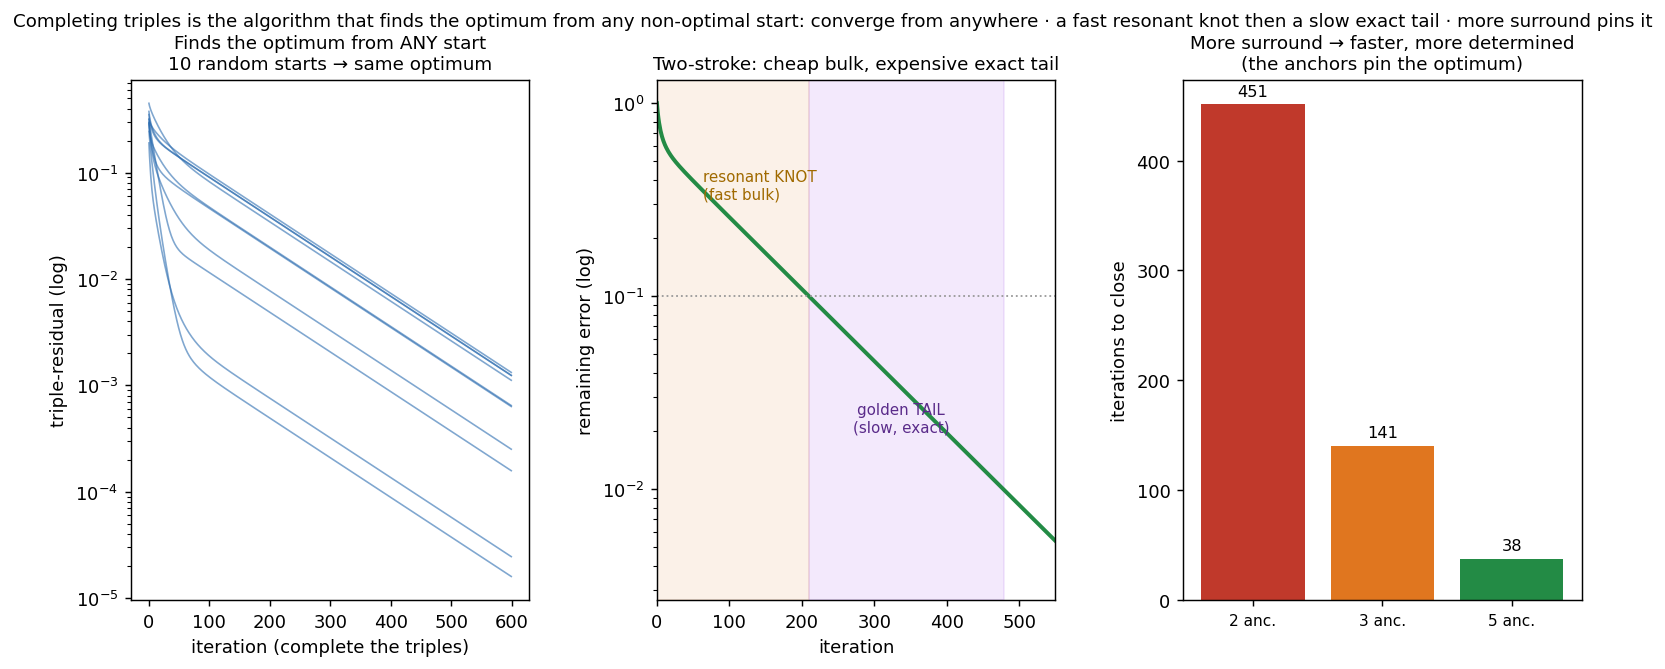 Completing triples is the algorithm that finds the optimum from any non-optimal start: converge from anywhere · a fast resonant knot then a slow exact tail · more surround pins it
Finds the optimum from ANY start
10 random starts → same optimum
triple-residual (log)
10⁻¹
10⁻²
10⁻³
10⁻⁴
10⁻⁵
0 100 200 300 400 500 600
iteration (complete the triples)
Two-stroke: cheap bulk, expensive exact tail
remaining error (log)
10⁰
10⁻¹
10⁻²
resonant KNOT
(fast bulk)
golden TAIL
(slow, exact)
0 100 200 300 400 500
iteration
More surround → faster, more determined
(the anchors pin the optimum)
iterations to close
400
300
200
100
0
451
141
38
2 anc. 3 anc. 5 anc.